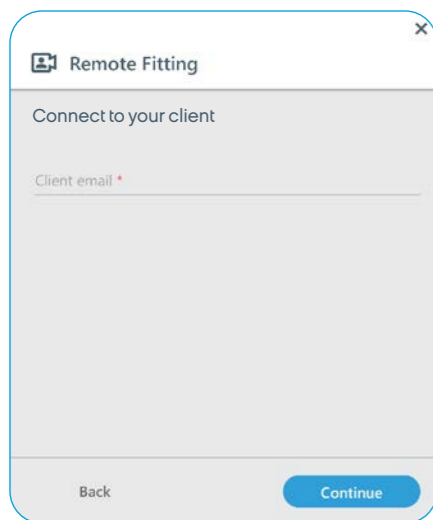 Remote Fitting
Connect to your client
Client email *
Back
Continue